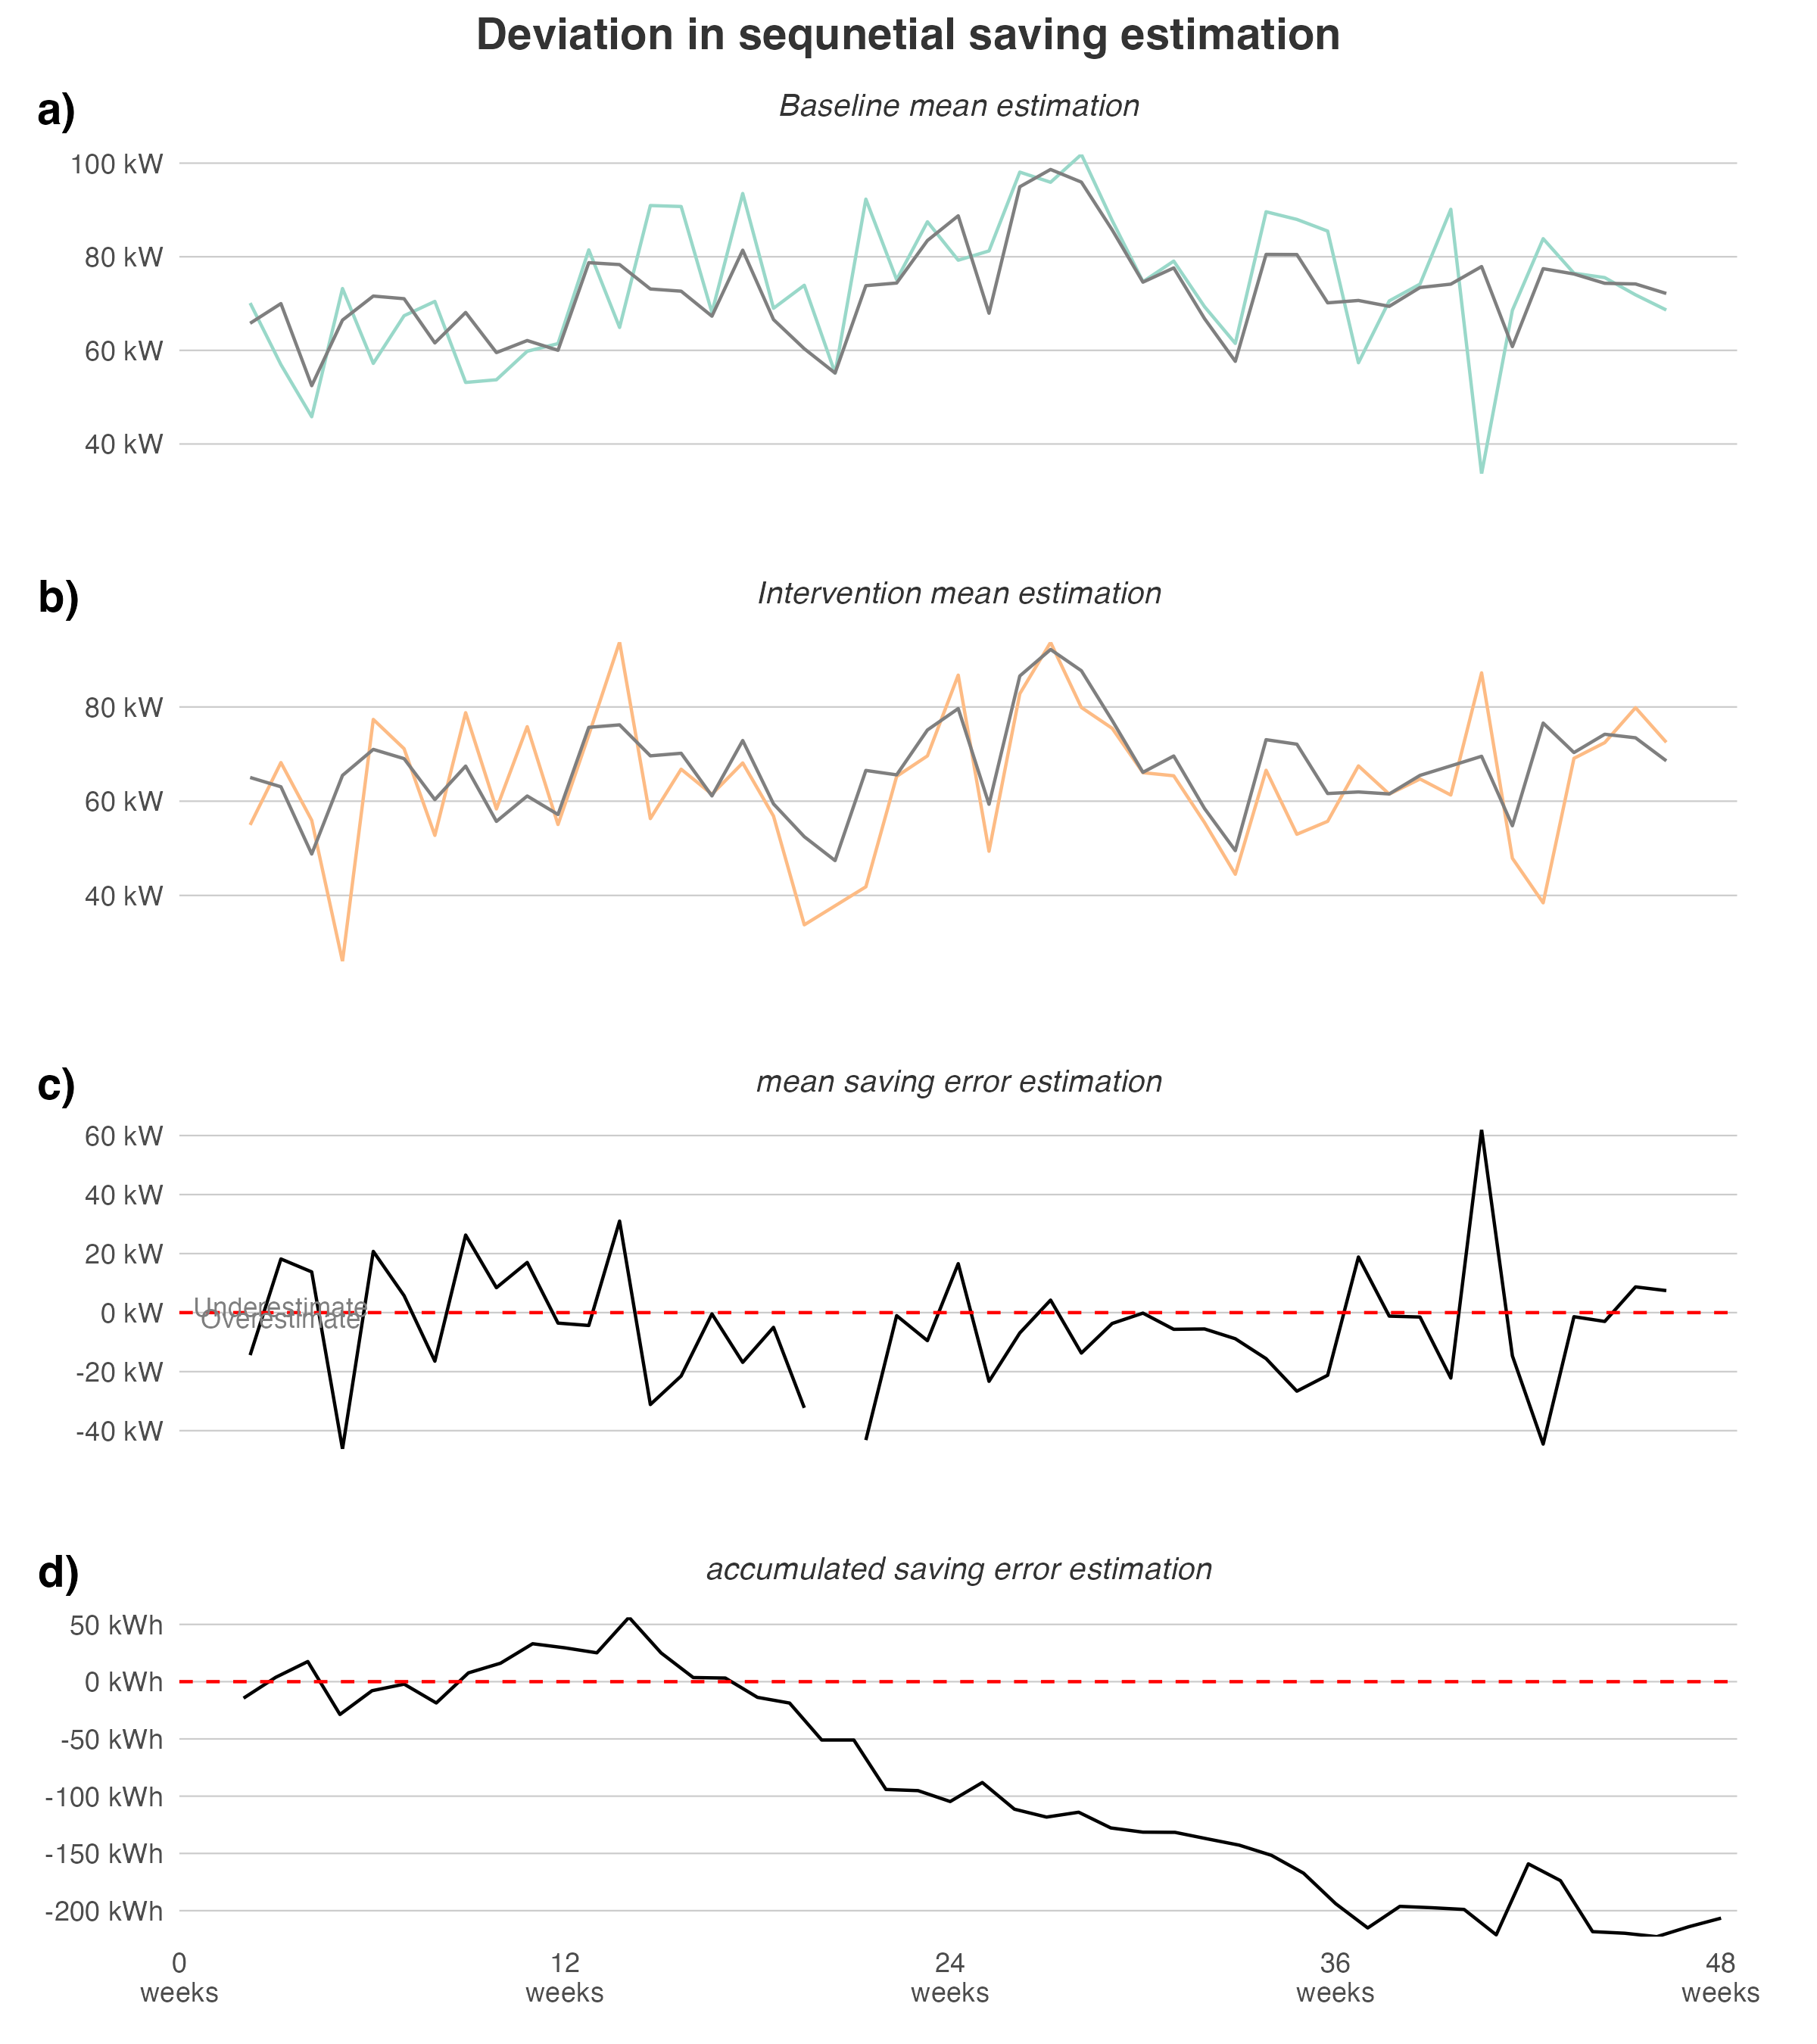 Deviation in sequnetial saving estimation
a)
Baseline mean estimation
100 kW
80 kW
60 kW
40 kW
b)
Intervention mean estimation
80 kW
60 kW
40 kW
c)
mean saving error estimation
60 kW
40 kW
20 kW
0 kW
Underestimate
Overestimate
-20 kW
-40 kW
d)
accumulated saving error estimation
50 kWh
0 kWh
-50 kWh
-100 kWh
-150 kWh
-200 kWh
0 12 24 36 48
weeks weeks weeks weeks weeks